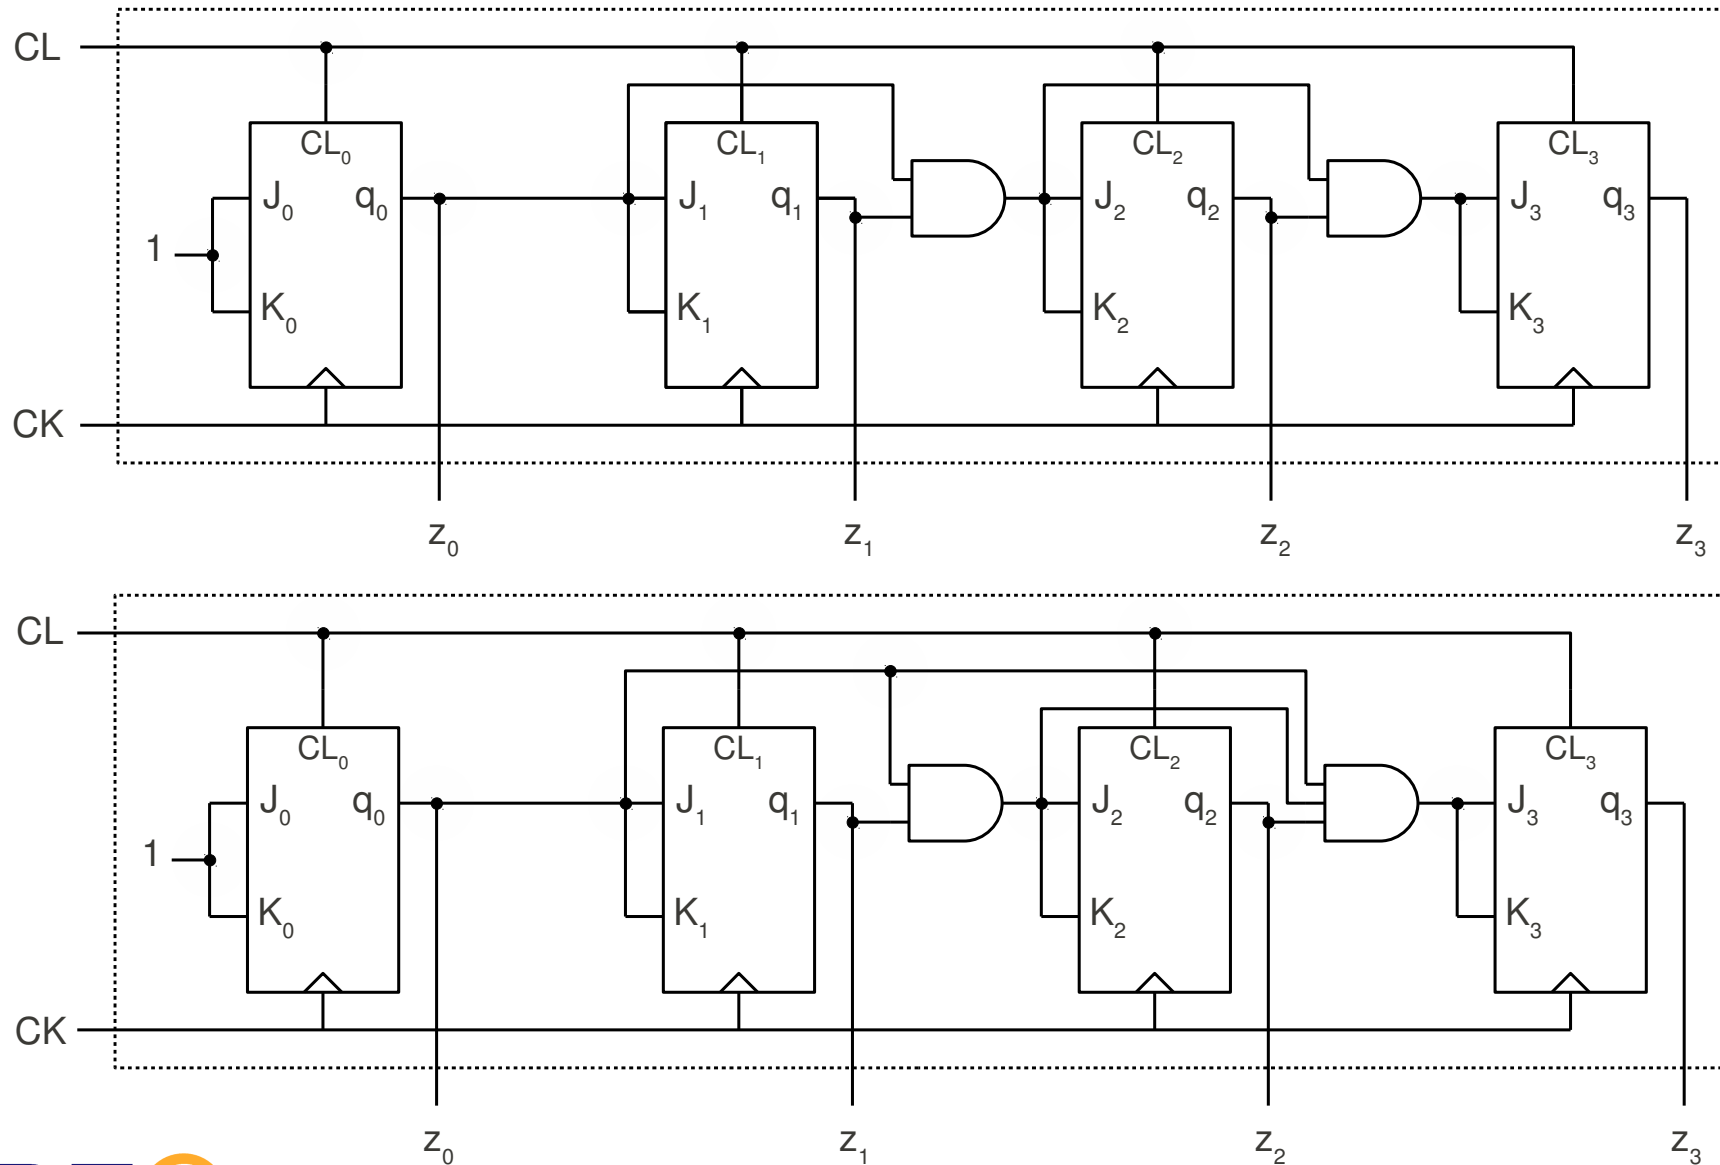 CL
CL₀ CL₁ CL₂ CL₃
J₀ q₀ J₁ q₁ J₂ q₂ J₃ q₃
1
K₀ K₁ K₂ K₃
CK
z₀ z₁ z₂ z₃
CL
CL₀ CL₁ CL₂ CL₃
J₀ q₀ J₁ q₁ J₂ q₂ J₃ q₃
1
K₀ K₁ K₂ K₃
CK
z₀ z₁ z₂ z₃